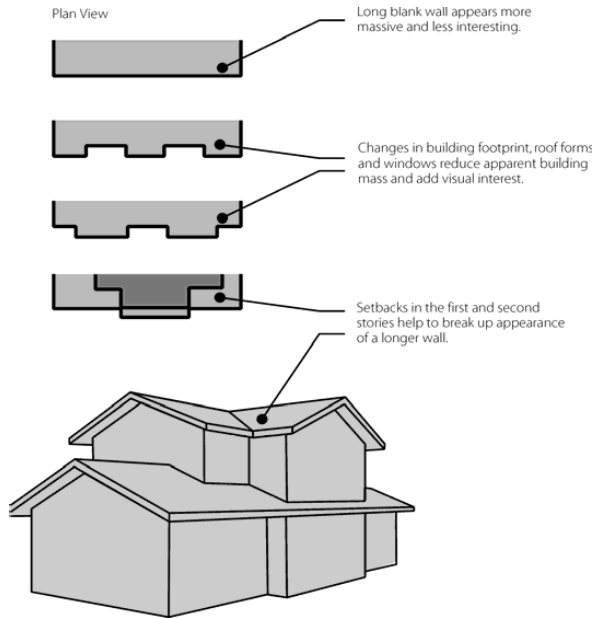 Plan View
Long blank wall appears more
massive and less interesting.
Changes in building footprint, roof forms
and windows reduce apparent building
mass and add visual interest.
Setbacks in the first and second
stories help to break up appearance
of a longer wall.